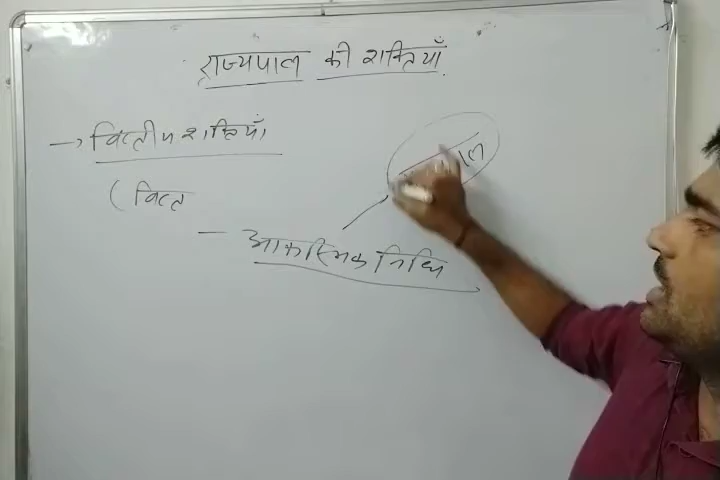 राज्यपाल की शक्तियाँ
→ वित्तीय शक्तियाँ
( वित्त
— आकस्मिक निधि